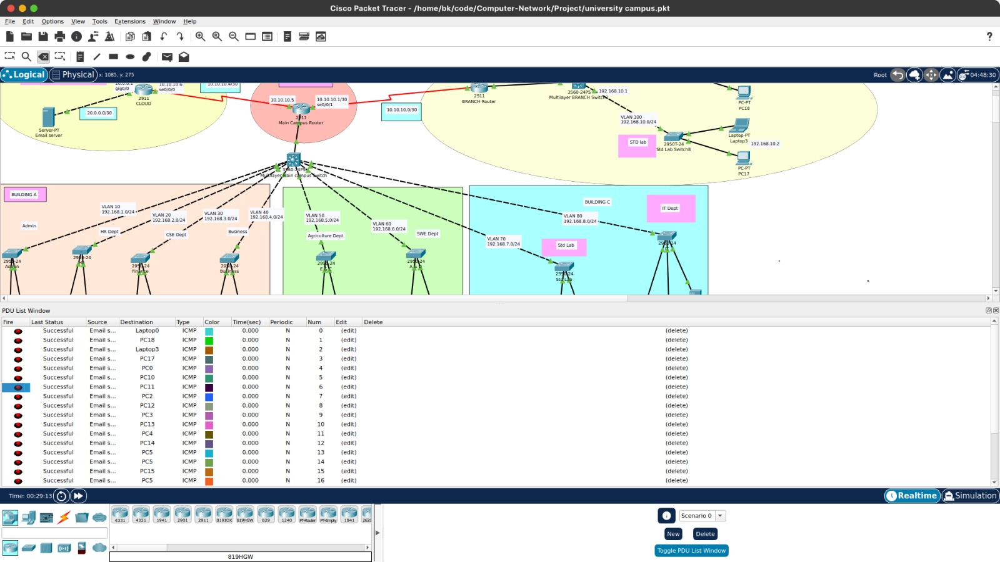 Cisco Packet Tracer - /home/bk/code/Computer-Network/Project/university campus.pkt
File Edit Options View Tools Extensions Window Help
?
Logical Physical x: 1085, y: 275
Root 04:48:30
gig0/0
10.10.10.6
se0/0/0
10.10.10.4/30
2911
CLOUD
20.0.0.0/30
Server-PT
Email server
10.10.10.5
10.10.10.1/30
se0/0/1
2911
Main Campus Router
10.10.10.0/30
2911
BRANCH Router
3560-24PS
Multilayer BRANCH Switch1
192.168.10.1
PC-PT
PC18
VLAN 100
192.168.10.0/24
STD lab
2950T-24
Std Lab Switch8
Laptop-PT
Laptop3
192.168.10.2
PC-PT
PC17
3560-24PS
Multilayer Main campus Switch
BUILDING A
VLAN 10
192.168.1.0/24
VLAN 20
192.168.2.0/24
VLAN 30
192.168.3.0/24
VLAN 40
192.168.4.0/24
Admin
HR Dept
CSE Dept
Business
2950-24
Admin
2950-24
2950-24
Finance
2950-24
Business
VLAN 50
192.168.5.0/24
Agriculture Dept
VLAN 60
192.168.6.0/24
SWE Dept
2950-24
2950-24
BUILDING C
IT Dept
VLAN 80
192.168.8.0/24
VLAN 70
192.168.7.0/24
Std Lab
2950-24
Std Lab
2950-24
PDU List Window
Fire Last Status Source Destination Type Color Time(sec) Periodic Num Edit Delete
Successful Email s... Laptop0 ICMP 0.000 N 0 (edit) (delete)
Successful Email s... PC18 ICMP 0.000 N 1 (edit) (delete)
Successful Email s... Laptop3 ICMP 0.000 N 2 (edit) (delete)
Successful Email s... PC17 ICMP 0.000 N 3 (edit) (delete)
Successful Email s... PC0 ICMP 0.000 N 4 (edit) (delete)
Successful Email s... PC10 ICMP 0.000 N 5 (edit) (delete)
Successful Email s... PC11 ICMP 0.000 N 6 (edit) (delete)
Successful Email s... PC2 ICMP 0.000 N 7 (edit) (delete)
Successful Email s... PC12 ICMP 0.000 N 8 (edit) (delete)
Successful Email s... PC3 ICMP 0.000 N 9 (edit) (delete)
Successful Email s... PC13 ICMP 0.000 N 10 (edit) (delete)
Successful Email s... PC4 ICMP 0.000 N 11 (edit) (delete)
Successful Email s... PC14 ICMP 0.000 N 12 (edit) (delete)
Successful Email s... PC5 ICMP 0.000 N 13 (edit) (delete)
Successful Email s... PC5 ICMP 0.000 N 14 (edit) (delete)
Successful Email s... PC15 ICMP 0.000 N 15 (edit) (delete)
Successful Email s... PC5 ICMP 0.000 N 16 (edit) (delete)
Time: 00:29:13
Realtime Simulation
4331 4321 1941 2901 2911 819IOX 819HGW 829 1240 PT-Router PT-Empty 1841 2620
819HGW
Scenario 0
New Delete
Toggle PDU List Window